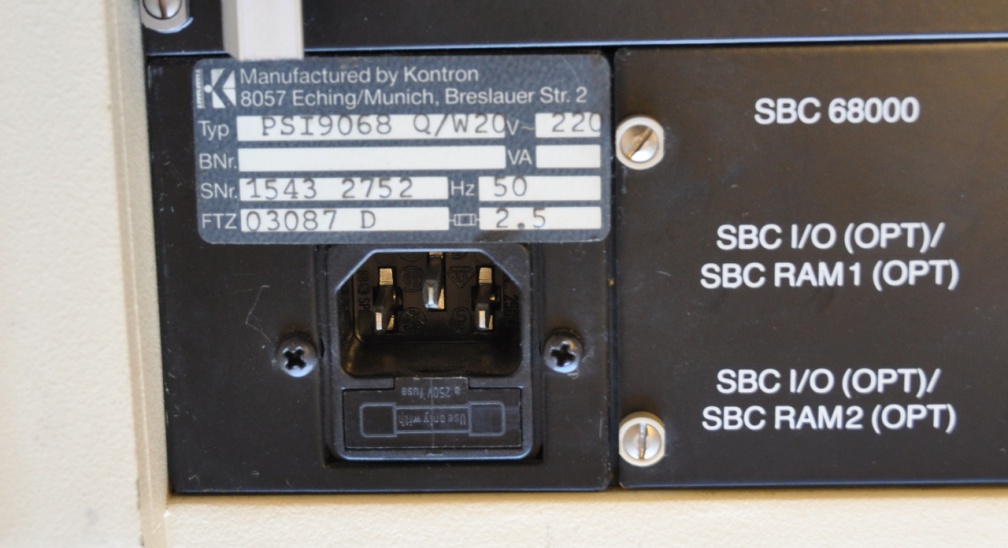 Manufactured by Kontron
8057 Eching/Munich, Breslauer Str. 2
Typ PSI9068 Q/W20 V~ 220
BNr. VA
SNr. 1543 2752 Hz 50
FTZ 03087 D 2.5
a 250V fuse
Use only with
SBC 68000
SBC I/O (OPT)/
SBC RAM1 (OPT)
SBC I/O (OPT)/
SBC RAM2 (OPT)